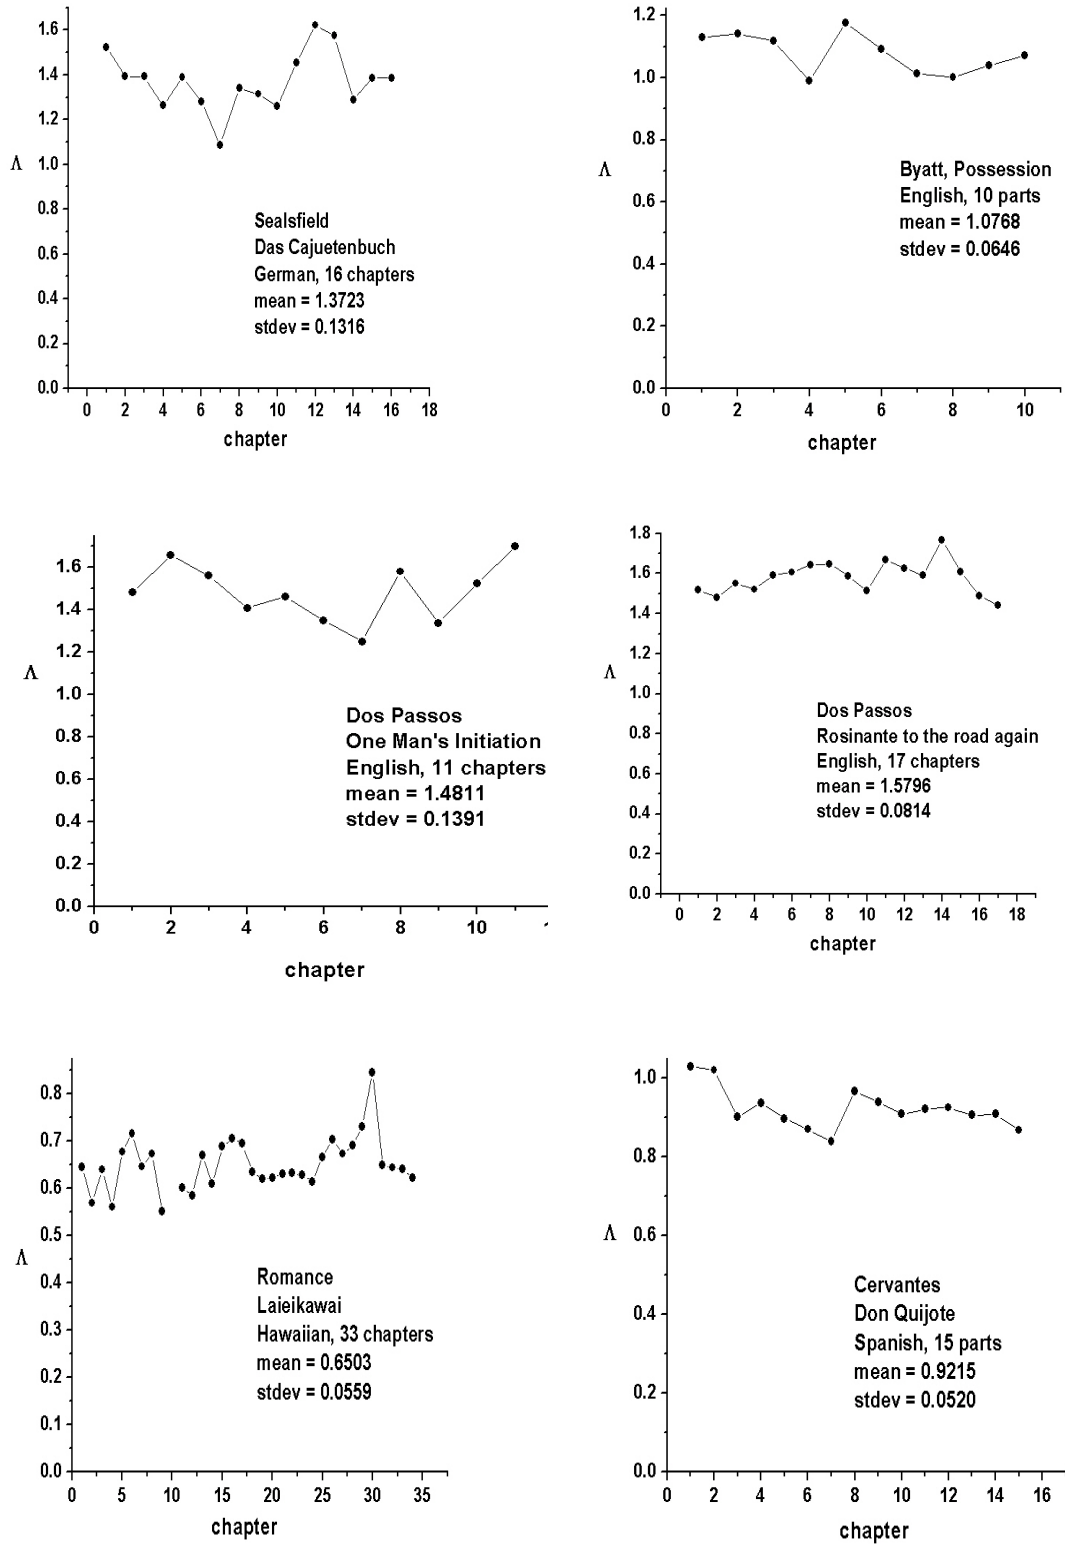 1.6
1.4
1.2
1.0
0.8
0.6
0.4
0.2
0.0
Λ
Sealsfield
Das Cajuetenbuch
German, 16 chapters
mean = 1.3723
stdev = 0.1316
0 2 4 6 8 10 12 14 16 18
chapter
1.2
1.0
0.8
0.6
0.4
0.2
0.0
Λ
Byatt, Possession
English, 10 parts
mean = 1.0768
stdev = 0.0646
0 2 4 6 8 10
chapter
1.6
1.4
1.2
1.0
0.8
0.6
0.4
0.2
0.0
Λ
Dos Passos
One Man's Initiation
English, 11 chapters
mean = 1.4811
stdev = 0.1391
0 2 4 6 8 10
chapter
1.8
1.6
1.4
1.2
1.0
0.8
0.6
0.4
0.2
0.0
Λ
Dos Passos
Rosinante to the road again
English, 17 chapters
mean = 1.5796
stdev = 0.0814
0 2 4 6 8 10 12 14 16 18
chapter
0.8
0.7
0.6
0.5
0.4
0.3
0.2
0.1
0.0
Λ
Romance
Laieikawai
Hawaiian, 33 chapters
mean = 0.6503
stdev = 0.0559
0 5 10 15 20 25 30 35
chapter
1.0
0.8
0.6
0.4
0.2
0.0
Λ
Cervantes
Don Quijote
Spanish, 15 parts
mean = 0.9215
stdev = 0.0520
0 2 4 6 8 10 12 14 16
chapter